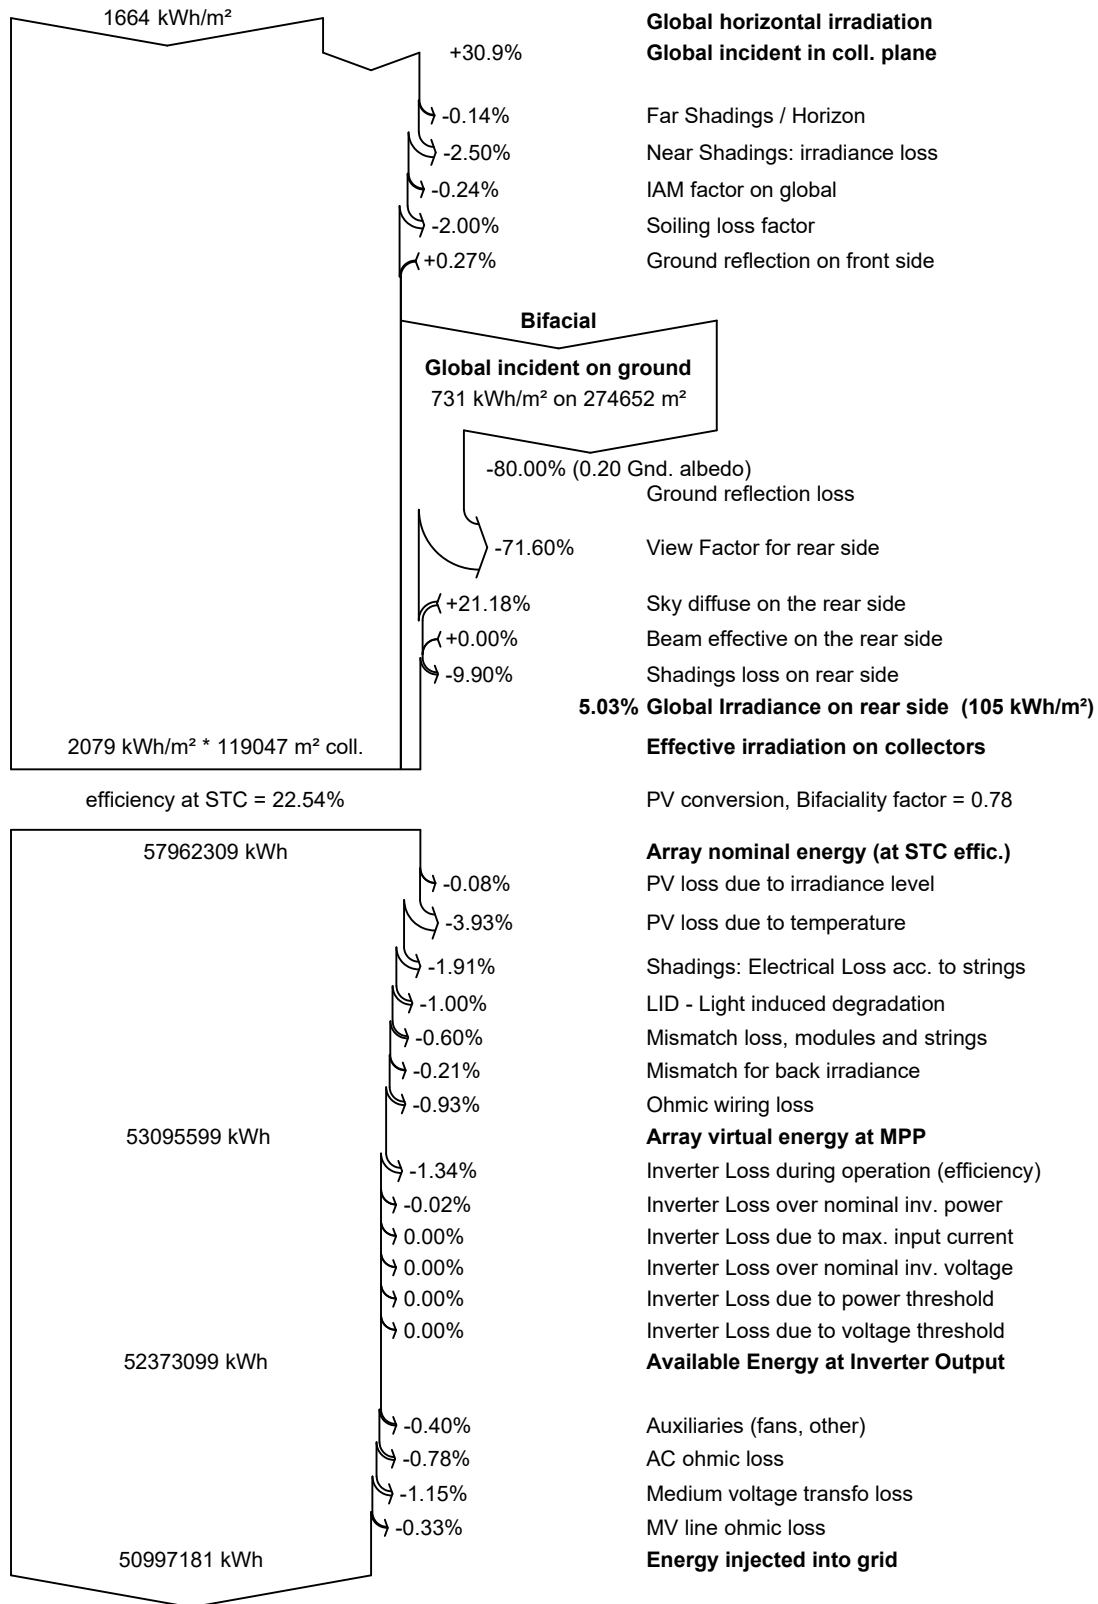 1664 kWh/m² Global horizontal irradiation
+30.9% Global incident in coll. plane
-0.14% Far Shadings / Horizon
-2.50% Near Shadings: irradiance loss
-0.24% IAM factor on global
-2.00% Soiling loss factor
+0.27% Ground reflection on front side
Bifacial
Global incident on ground
731 kWh/m² on 274652 m²
-80.00% (0.20 Gnd. albedo)
Ground reflection loss
-71.60% View Factor for rear side
+21.18% Sky diffuse on the rear side
+0.00% Beam effective on the rear side
-9.90% Shadings loss on rear side
5.03% Global Irradiance on rear side (105 kWh/m²)
2079 kWh/m² * 119047 m² coll. Effective irradiation on collectors
efficiency at STC = 22.54% PV conversion, Bifaciality factor = 0.78
57962309 kWh Array nominal energy (at STC effic.)
-0.08% PV loss due to irradiance level
-3.93% PV loss due to temperature
-1.91% Shadings: Electrical Loss acc. to strings
-1.00% LID - Light induced degradation
-0.60% Mismatch loss, modules and strings
-0.21% Mismatch for back irradiance
-0.93% Ohmic wiring loss
53095599 kWh Array virtual energy at MPP
-1.34% Inverter Loss during operation (efficiency)
-0.02% Inverter Loss over nominal inv. power
0.00% Inverter Loss due to max. input current
0.00% Inverter Loss over nominal inv. voltage
0.00% Inverter Loss due to power threshold
0.00% Inverter Loss due to voltage threshold
52373099 kWh Available Energy at Inverter Output
-0.40% Auxiliaries (fans, other)
-0.78% AC ohmic loss
-1.15% Medium voltage transfo loss
-0.33% MV line ohmic loss
50997181 kWh Energy injected into grid